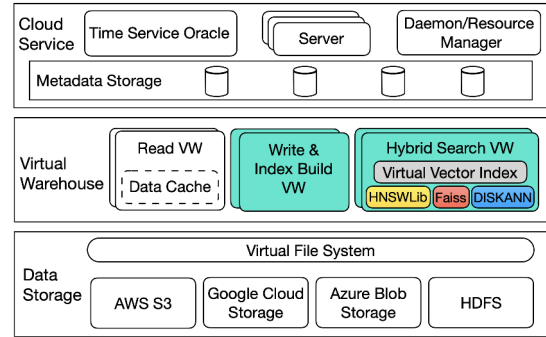 Cloud
Service
Time Service Oracle
Server
Daemon/Resource
Manager
Metadata Storage
Virtual
Warehouse
Read VW
Data Cache
Write &
Index Build
VW
Hybrid Search VW
Virtual Vector Index
HNSWLib
Faiss
DISKANN
Data
Storage
Virtual File System
AWS S3
Google Cloud
Storage
Azure Blob
Storage
HDFS